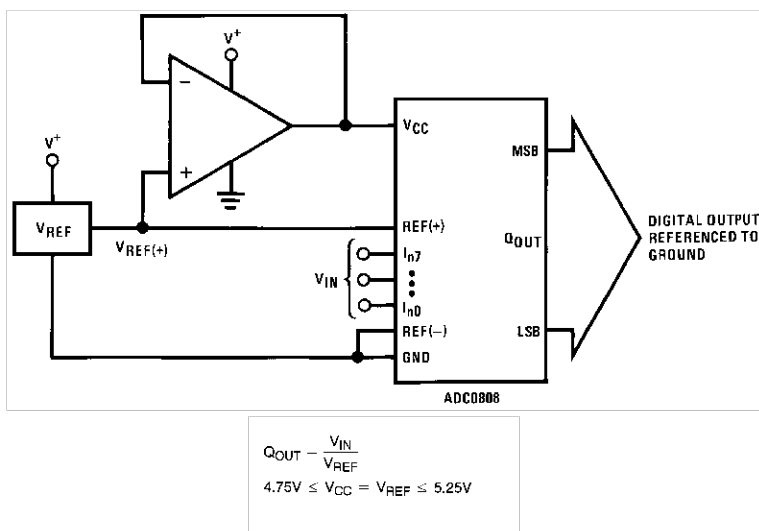 V+
−
V+
VCC
MSB
+
VREF
VREF(+)
REF(+)
DIGITAL OUTPUT
REFERENCED TO
GROUND
QOUT
VIN
In7
In0
REF(−)
LSB
GND
ADC0808
QOUT − VIN
VREF
4.75V ≤ VCC = VREF ≤ 5.25V